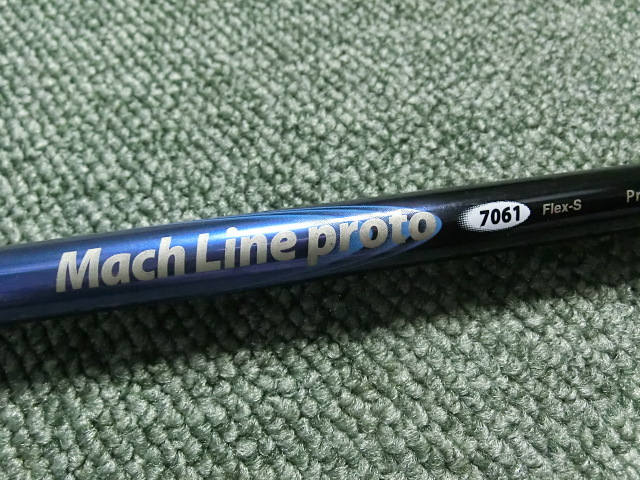 Mach Line proto 7061 Flex-S